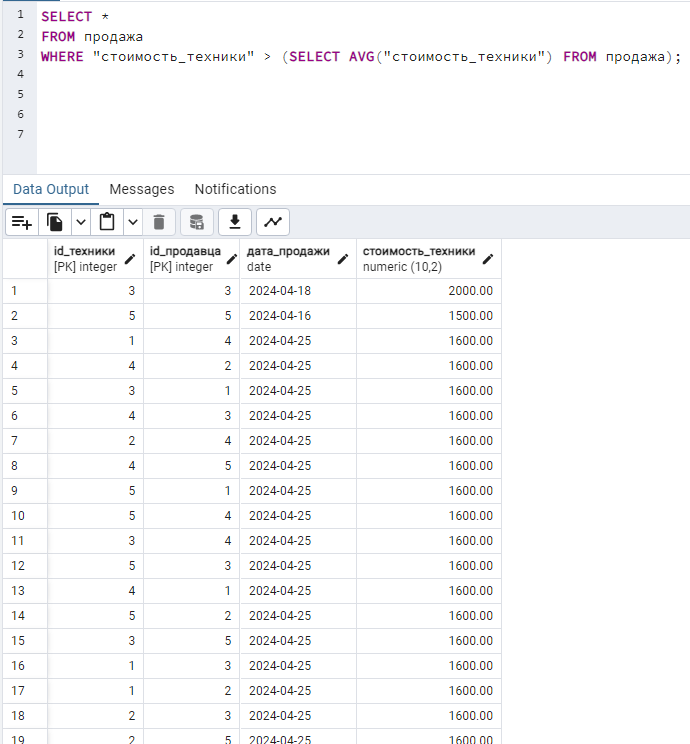 1 SELECT *
2 FROM продажа
3 WHERE "стоимость_техники" > (SELECT AVG("стоимость_техники") FROM продажа);
4
5
6
7
Data Output Messages Notifications
id_техники id_продавца дата_продажи стоимость_техники
[PK] integer [PK] integer date numeric (10,2)
1 3 3 2024-04-18 2000.00
2 5 5 2024-04-16 1500.00
3 1 4 2024-04-25 1600.00
4 4 2 2024-04-25 1600.00
5 3 1 2024-04-25 1600.00
6 4 3 2024-04-25 1600.00
7 2 4 2024-04-25 1600.00
8 4 5 2024-04-25 1600.00
9 5 1 2024-04-25 1600.00
10 5 4 2024-04-25 1600.00
11 3 4 2024-04-25 1600.00
12 5 3 2024-04-25 1600.00
13 4 1 2024-04-25 1600.00
14 5 2 2024-04-25 1600.00
15 3 5 2024-04-25 1600.00
16 1 3 2024-04-25 1600.00
17 1 2 2024-04-25 1600.00
18 2 3 2024-04-25 1600.00
19 2 5 2024-04-25 1600.00